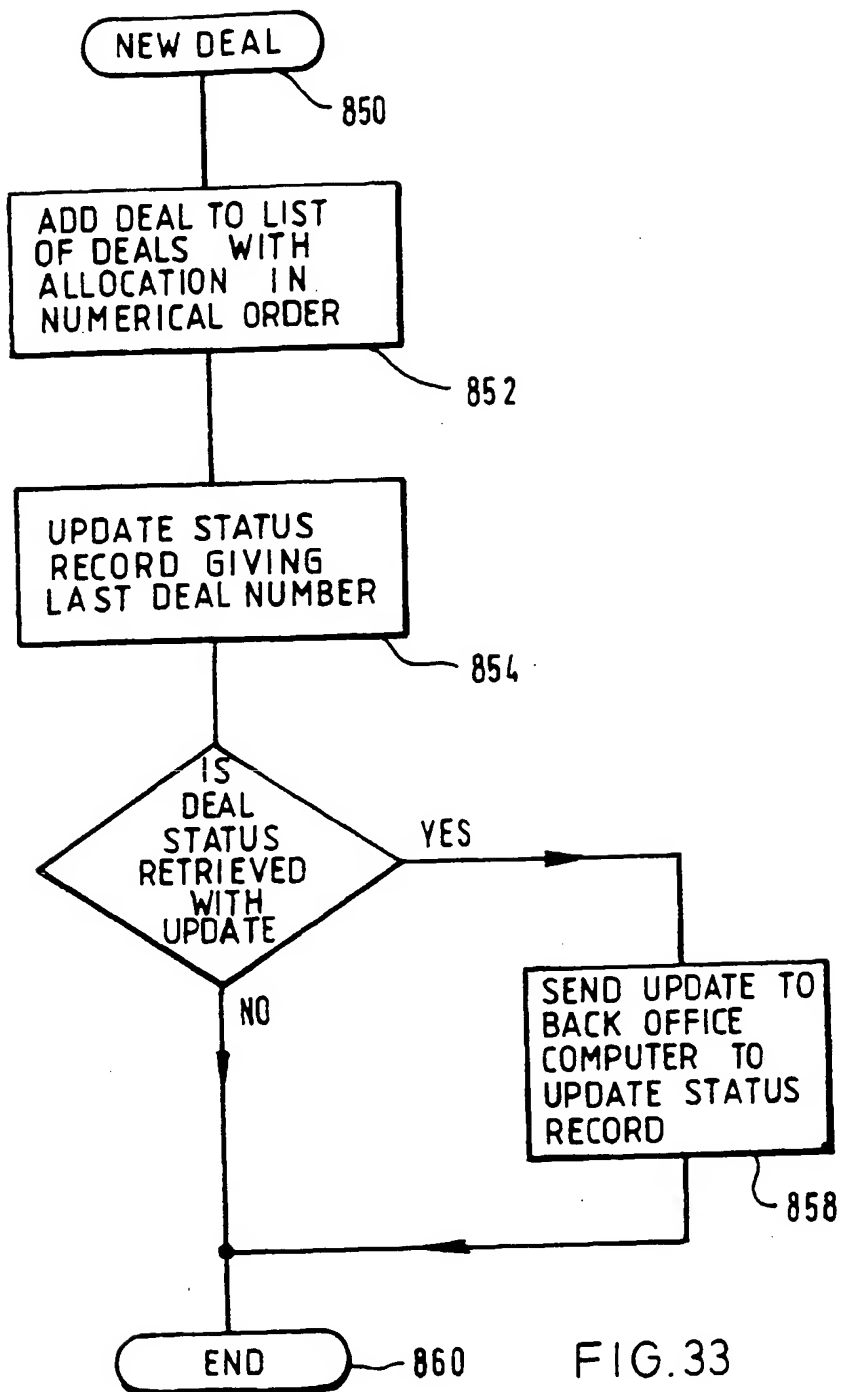 NEW DEAL
850
ADD DEAL TO LIST
OF DEALS WITH
ALLOCATION IN
NUMERICAL ORDER
852
UPDATE STATUS
RECORD GIVING
LAST DEAL NUMBER
854
IS
DEAL
STATUS
RETRIEVED
WITH
UPDATE
YES
NO
SEND UPDATE TO
BACK OFFICE
COMPUTER TO
UPDATE STATUS
RECORD
858
END
860
FIG.33